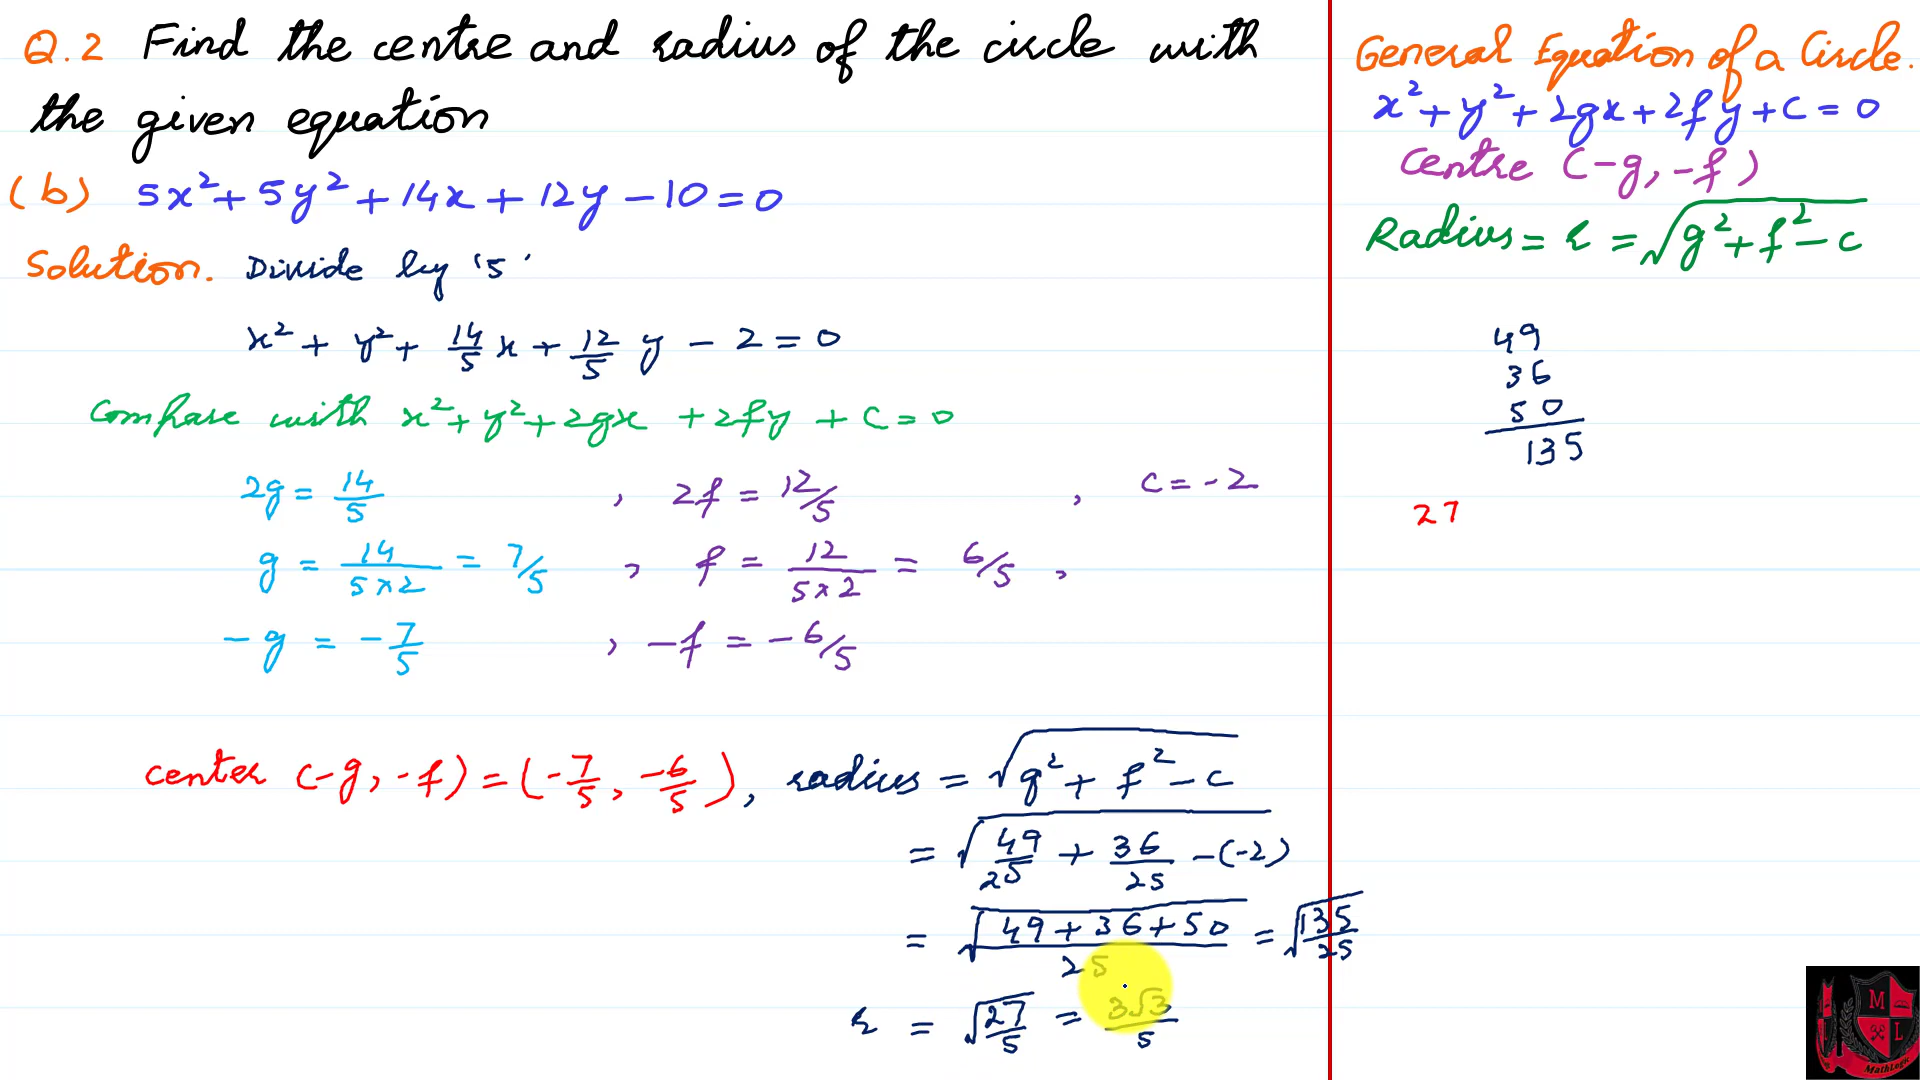 Q.2 Find the centre and radius of the circle with
the given equation
(b) 5x²+5y²+14x+12y-10=0
Solution. Divide by '5'
x² + y² + 14/5 x + 12/5 y - 2 = 0
Compare with x²+y²+2gx +2fy + c = 0
2g = 14/5 , 2f = 12/5 , c = -2
g = 14/(5×2) = 7/5 , f = 12/(5×2) = 6/5 ,
-g = -7/5 , -f = -6/5
center (-g, -f) = (-7/5, -6/5), radius = √(g² + f² - c)
= √(49/25 + 36/25 -(-2))
= √((49+36+50)/25) = √(135/25)
r = √(27/5) = 3√3/5
General Equation of a Circle.
x²+y²+2gx+2fy+c=0
Centre (-g, -f)
Radius = r = √(g²+f²-c)
49
36
50
135
27
M
L
MathLogic